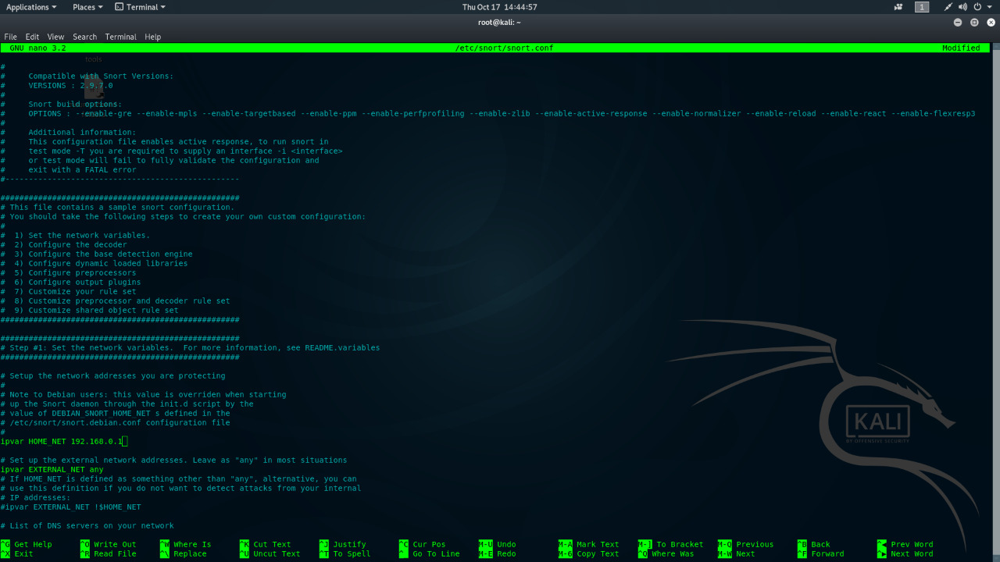 Applications Places Terminal Thu Oct 17 14:44:57 1
root@kali: ~
File Edit View Search Terminal Help
GNU nano 3.2 /etc/snort/snort.conf Modified
tools
#
# Compatible with Snort Versions:
# VERSIONS : 2.9.7.0
#
# Snort build options:
# OPTIONS : --enable-gre --enable-mpls --enable-targetbased --enable-ppm --enable-perfprofiling --enable-zlib --enable-active-response --enable-normalizer --enable-reload --enable-react --enable-flexresp3
#
# Additional information:
# This configuration file enables active response, to run snort in
# test mode -T you are required to supply an interface -i <interface>
# or test mode will fail to fully validate the configuration and
# exit with a FATAL error
#--------------------------------------------------
###################################################
# This file contains a sample snort configuration.
# You should take the following steps to create your own custom configuration:
#
# 1) Set the network variables.
# 2) Configure the decoder
# 3) Configure the base detection engine
# 4) Configure dynamic loaded libraries
# 5) Configure preprocessors
# 6) Configure output plugins
# 7) Customize your rule set
# 8) Customize preprocessor and decoder rule set
# 9) Customize shared object rule set
###################################################
###################################################
# Step #1: Set the network variables.  For more information, see README.variables
###################################################
# Setup the network addresses you are protecting
#
# Note to Debian users: this value is overriden when starting
# up the Snort daemon through the init.d script by the
# value of DEBIAN_SNORT_HOME_NET s defined in the
# /etc/snort/snort.debian.conf configuration file
#
ipvar HOME_NET 192.168.0.1
# Set up the external network addresses. Leave as "any" in most situations
ipvar EXTERNAL_NET any
# If HOME_NET is defined as something other than "any", alternative, you can
# use this definition if you do not want to detect attacks from your internal
# IP addresses:
#ipvar EXTERNAL_NET !$HOME_NET
# List of DNS servers on your network
KALI
BY OFFENSIVE SECURITY
^G Get Help ^O Write Out ^W Where Is ^K Cut Text ^J Justify ^C Cur Pos M-U Undo M-A Mark Text M-] To Bracket M-Q Previous ^B Back ^◀ Prev Word
^X Exit ^R Read File ^\ Replace ^U Uncut Text ^T To Spell ^_ Go To Line M-E Redo M-6 Copy Text ^Q Where Was M-W Next ^F Forward ^▶ Next Word